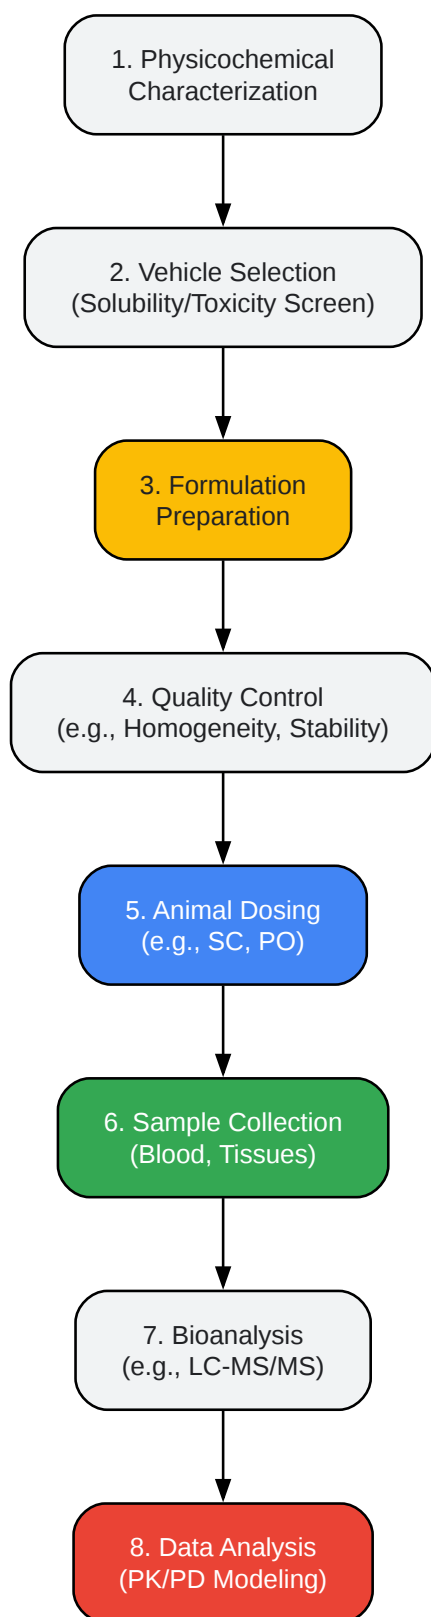 1. Physicochemical
Characterization
2. Vehicle Selection
(Solubility/Toxicity Screen)
3. Formulation
Preparation
4. Quality Control
(e.g., Homogeneity, Stability)
5. Animal Dosing
(e.g., SC, PO)
6. Sample Collection
(Blood, Tissues)
7. Bioanalysis
(e.g., LC-MS/MS)
8. Data Analysis
(PK/PD Modeling)